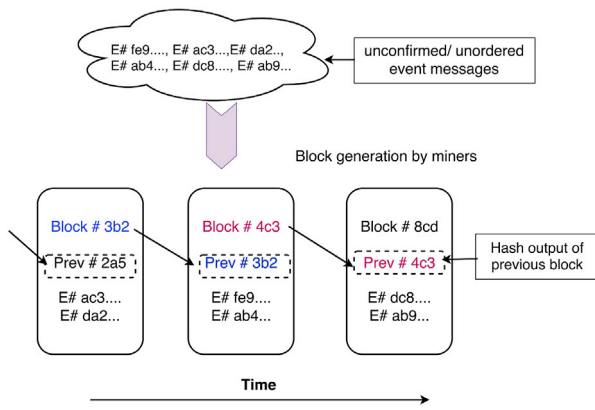 E# fe9...., E# ac3...,E# da2..,
E# ab4..., E# dc8...., E# ab9...
unconfirmed/ unordered
event messages
Block generation by miners
Block # 3b2
Prev # 2a5
E# ac3....
E# da2...
Block # 4c3
Prev # 3b2
E# fe9....
E# ab4...
Block # 8cd
Prev # 4c3
E# dc8....
E# ab9...
Hash output of
previous block
Time